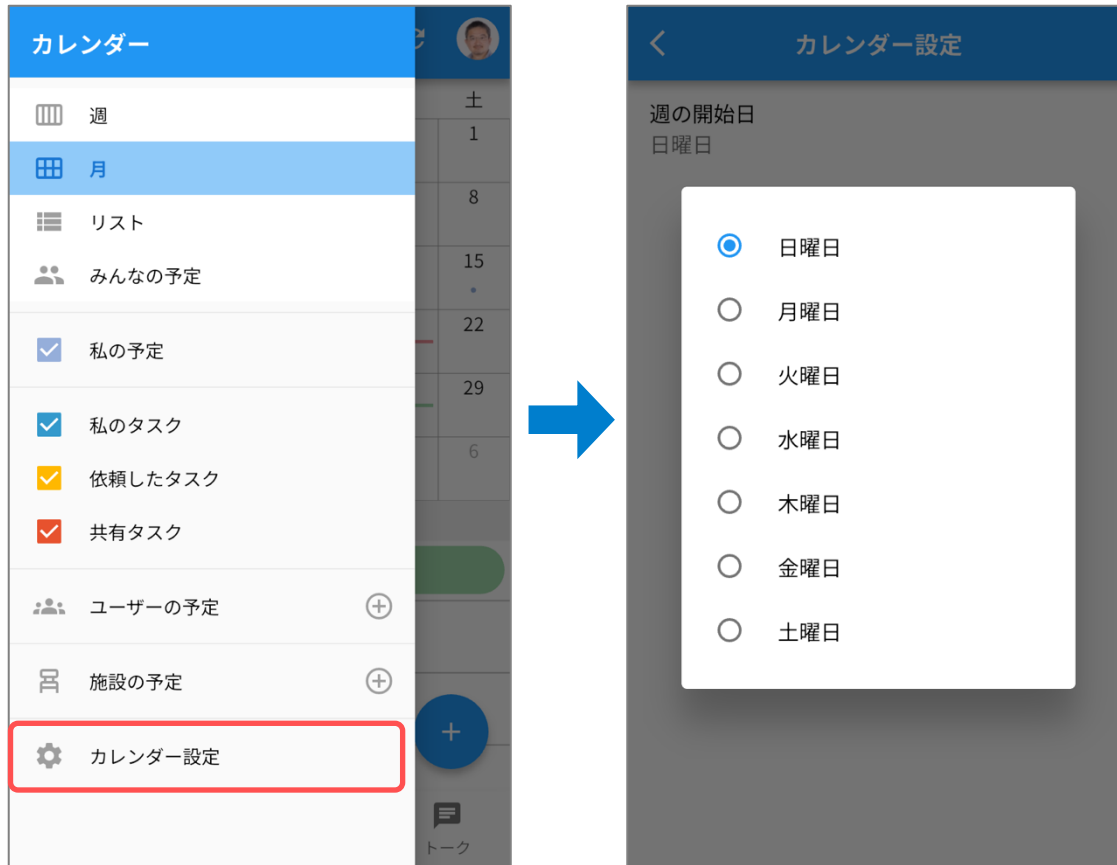 カレンダー
週
月
リスト
みんなの予定
私の予定
私のタスク
依頼したタスク
共有タスク
ユーザーの予定
施設の予定
カレンダー設定
土
1
8
15
22
29
6
トーク
カレンダー設定
週の開始日
日曜日
日曜日
月曜日
火曜日
水曜日
木曜日
金曜日
土曜日